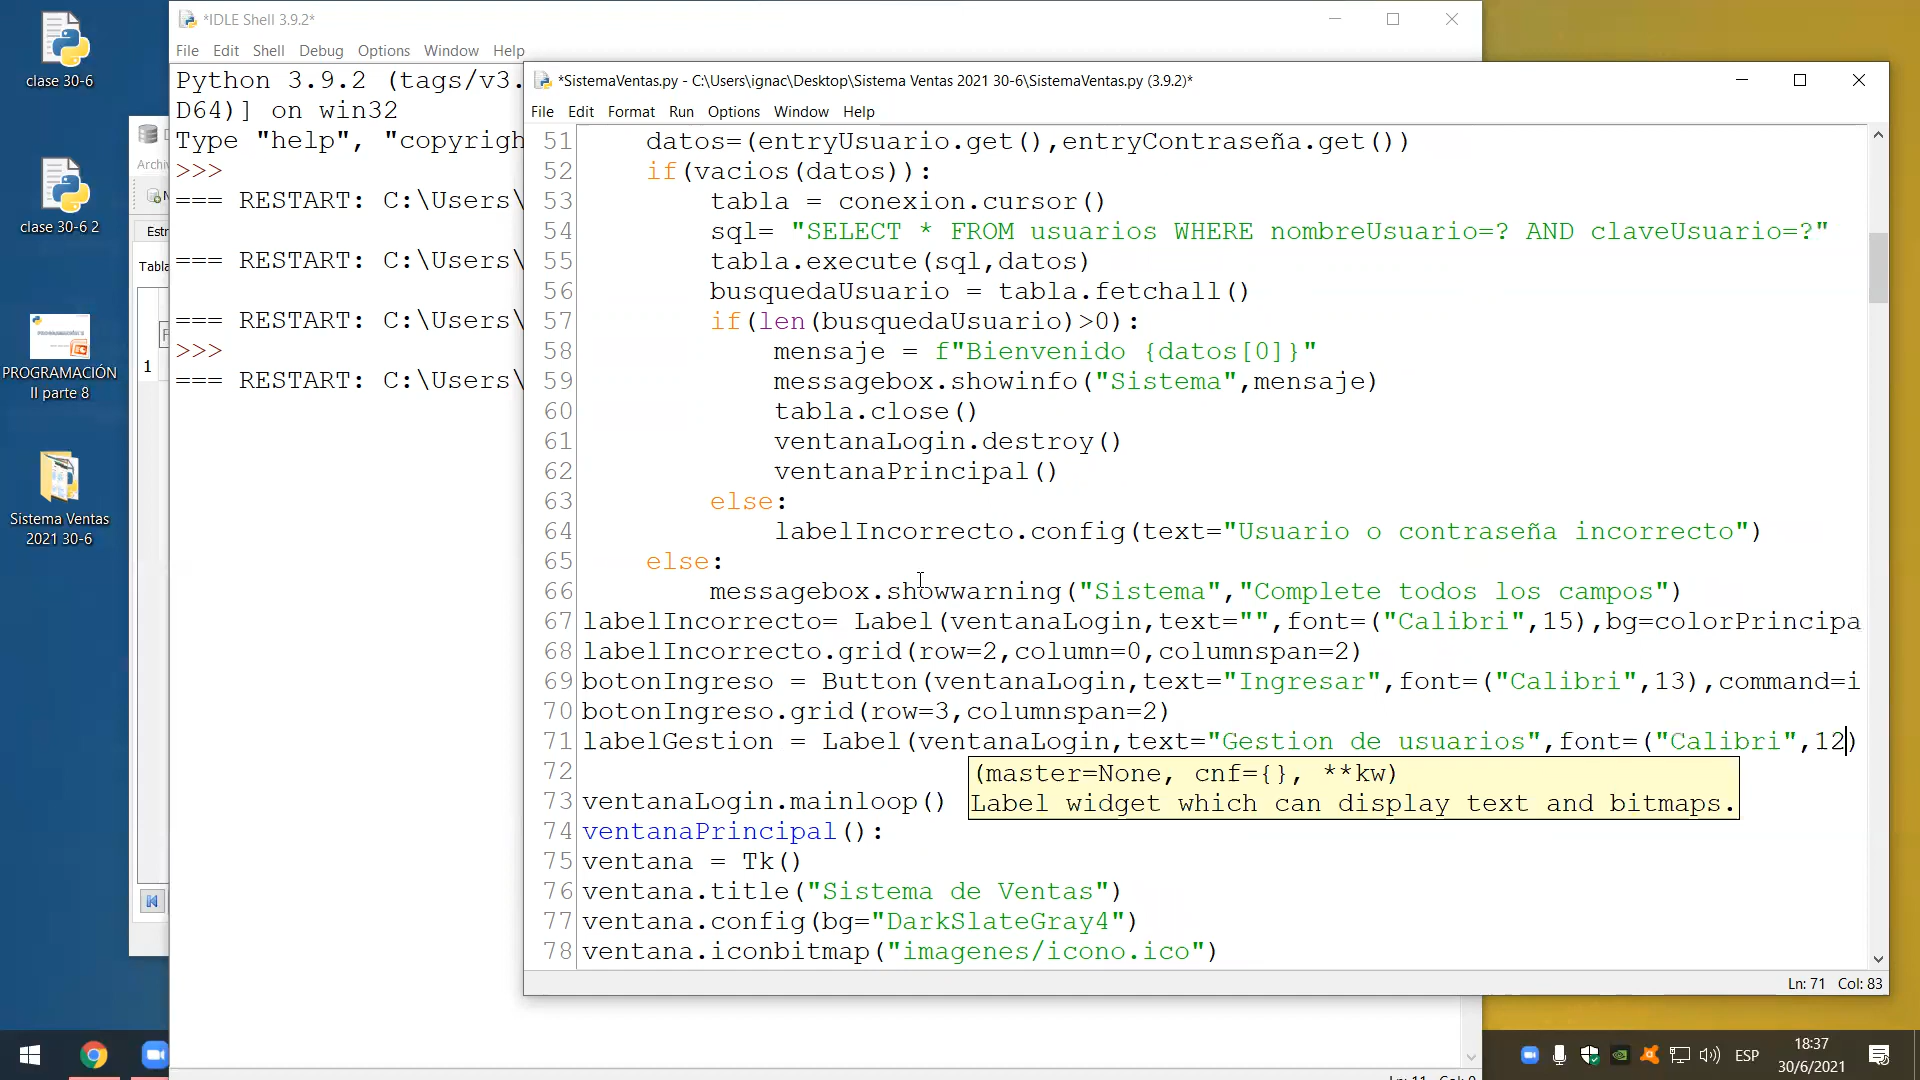 clase 30-6
clase 30-6 2
PROGRAMACIÓN
II parte 8
Sistema Ventas
2021 30-6
Archiv
Estr
Tabla
1
*IDLE Shell 3.9.2*
File Edit Shell Debug Options Window Help
Python 3.9.2 (tags/v3.
D64)] on win32
Type "help", "copyrigh
>>>
=== RESTART: C:\Users\
=== RESTART: C:\Users\
=== RESTART: C:\Users\
>>>
=== RESTART: C:\Users\
*SistemaVentas.py - C:\Users\ignac\Desktop\Sistema Ventas 2021 30-6\SistemaVentas.py (3.9.2)*
File Edit Format Run Options Window Help
51 datos=(entryUsuario.get(),entryContraseña.get())
52 if(vacios(datos)):
53 tabla = conexion.cursor()
54 sql= "SELECT * FROM usuarios WHERE nombreUsuario=? AND claveUsuario=?"
55 tabla.execute(sql,datos)
56 busquedaUsuario = tabla.fetchall()
57 if(len(busquedaUsuario)>0):
58 mensaje = f"Bienvenido {datos[0]}"
59 messagebox.showinfo("Sistema",mensaje)
60 tabla.close()
61 ventanaLogin.destroy()
62 ventanaPrincipal()
63 else:
64 labelIncorrecto.config(text="Usuario o contraseña incorrecto")
65 else:
66 messagebox.showwarning("Sistema","Complete todos los campos")
67 labelIncorrecto= Label(ventanaLogin,text="",font=("Calibri",15),bg=colorPrincipa
68 labelIncorrecto.grid(row=2,column=0,columnspan=2)
69 botonIngreso = Button(ventanaLogin,text="Ingresar",font=("Calibri",13),command=i
70 botonIngreso.grid(row=3,columnspan=2)
71 labelGestion = Label(ventanaLogin,text="Gestion de usuarios",font=("Calibri",12)
72
(master=None, cnf={}, **kw)
Label widget which can display text and bitmaps.
73 ventanaLogin.mainloop()
74 ventanaPrincipal():
75 ventana = Tk()
76 ventana.title("Sistema de Ventas")
77 ventana.config(bg="DarkSlateGray4")
78 ventana.iconbitmap("imagenes/icono.ico")
Ln: 71 Col: 83
ESP
18:37
30/6/2021